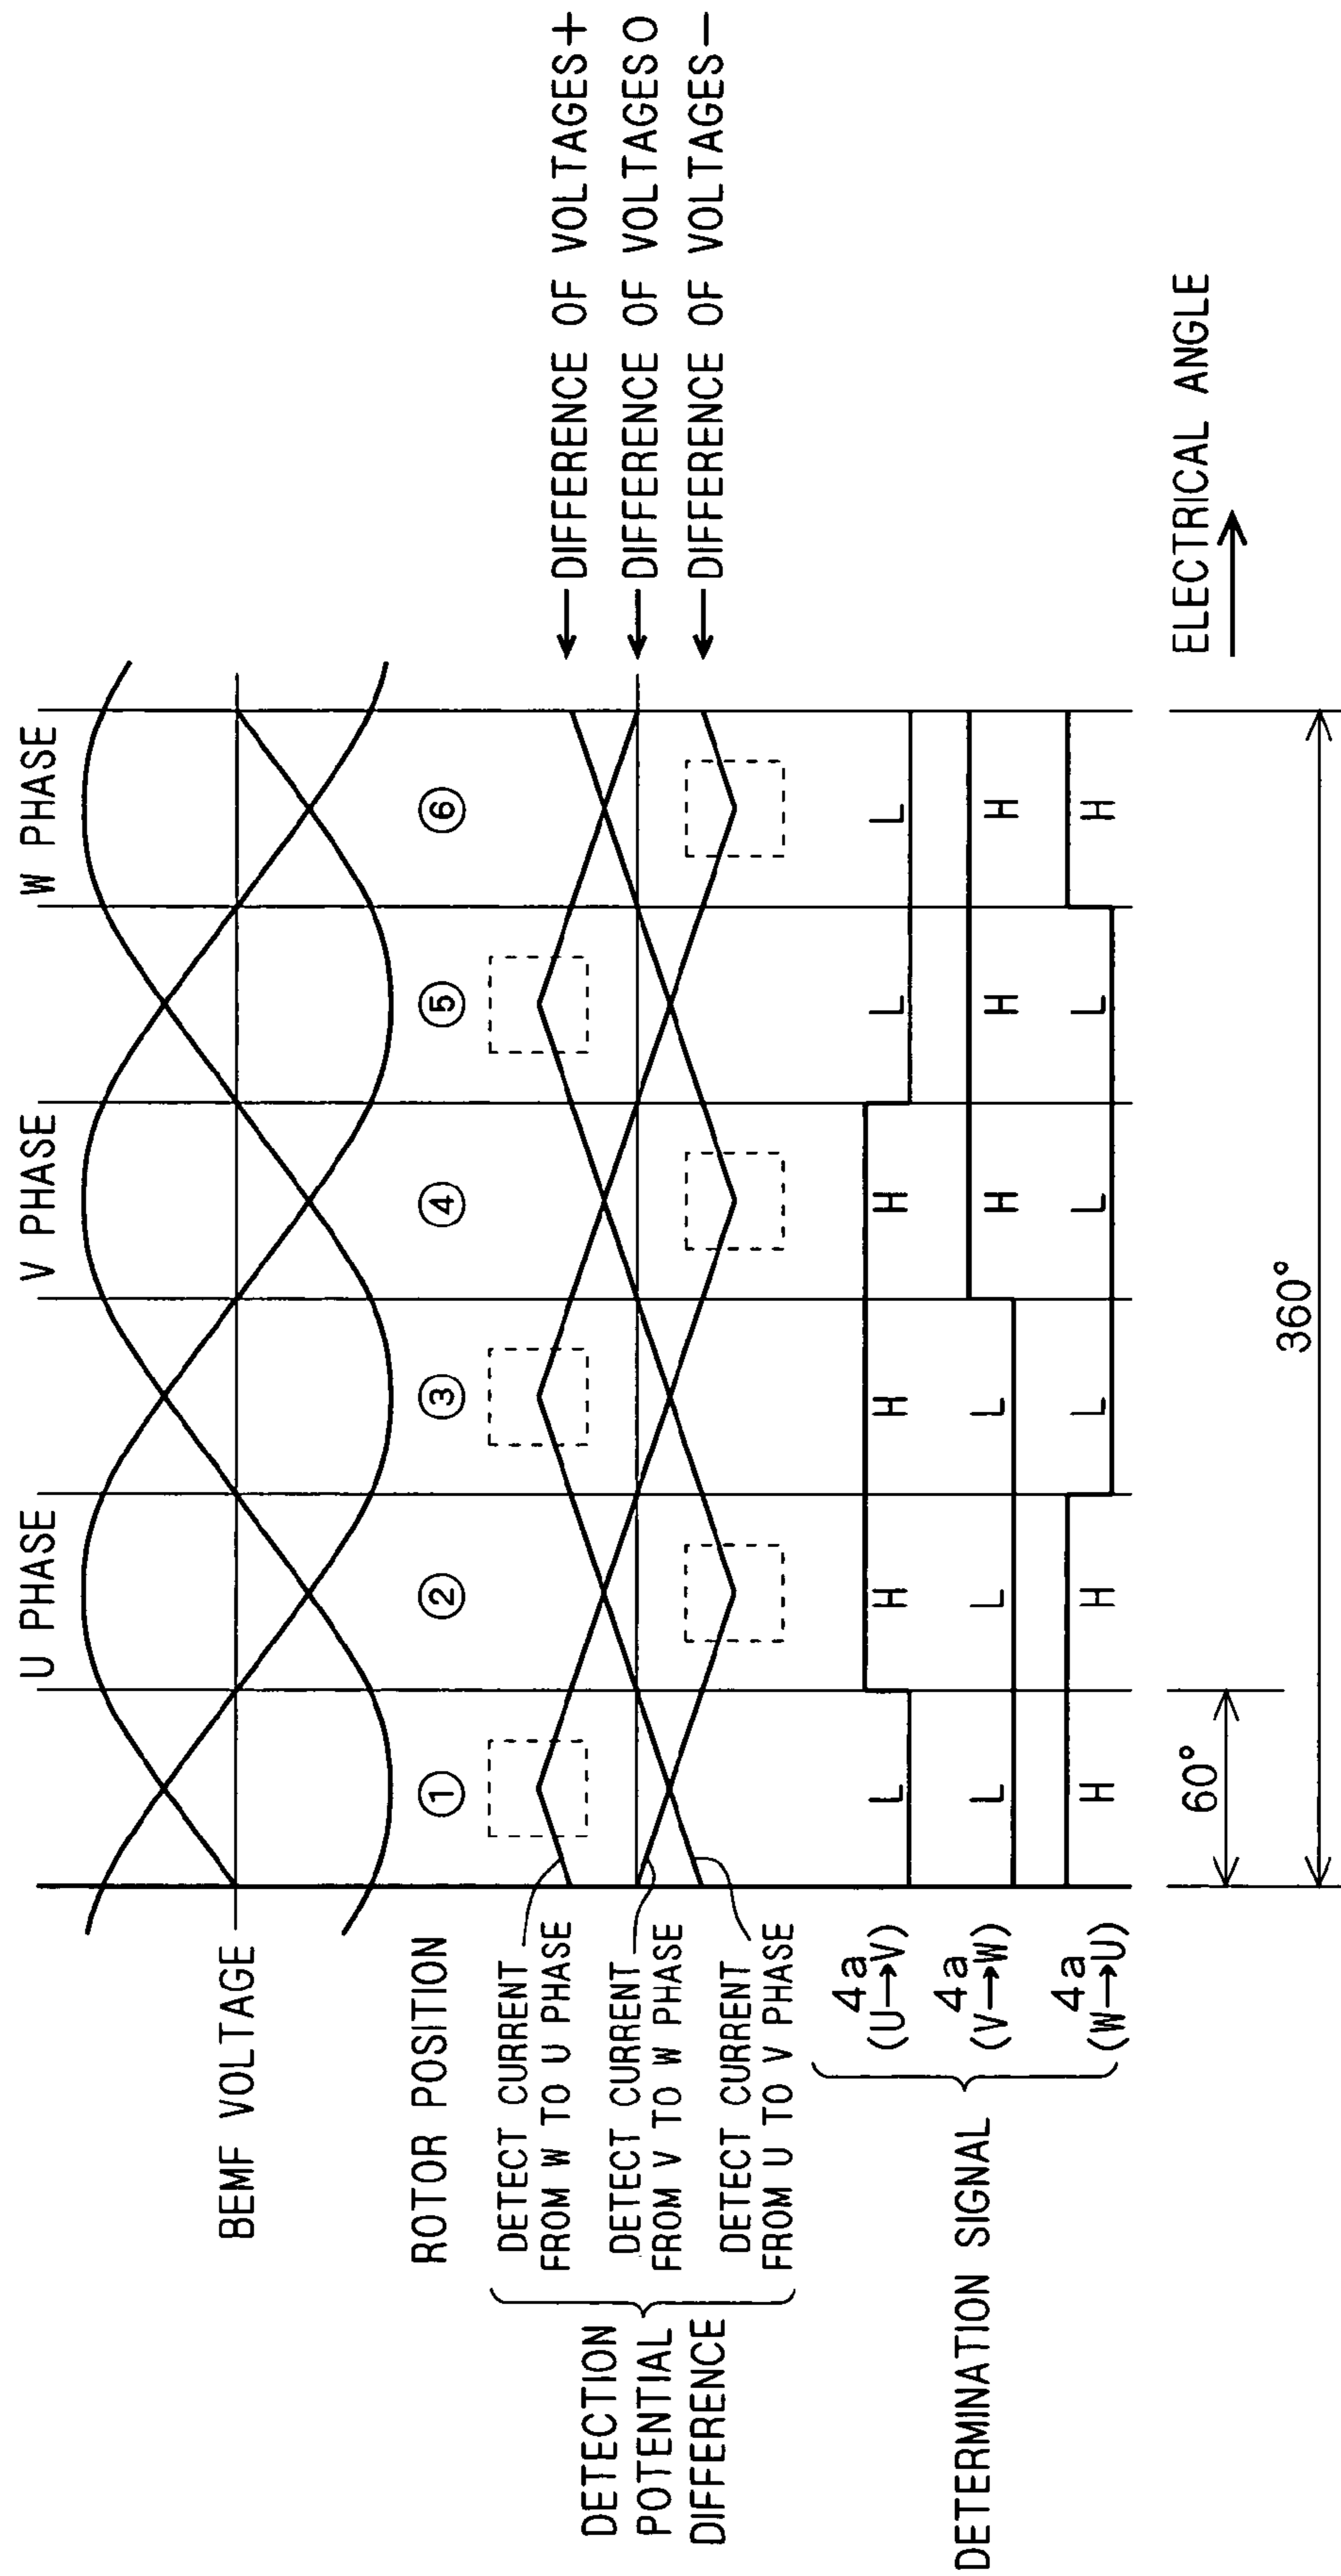 U PHASE
V PHASE
W PHASE
BEMF VOLTAGE
ROTOR POSITION
① ② ③ ④ ⑤ ⑥
DETECTION
POTENTIAL
DIFFERENCE
DETECT CURRENT
FROM W TO U PHASE
DETECT CURRENT
FROM V TO W PHASE
DETECT CURRENT
FROM U TO V PHASE
DIFFERENCE OF VOLTAGES+
DIFFERENCE OF VOLTAGES0
DIFFERENCE OF VOLTAGES−
DETERMINATION SIGNAL
4a
(U→V)
L H H H L L
4a
(V→W)
L L L H H H
4a
(W→U)
H H L L L H
60°
360°
ELECTRICAL ANGLE